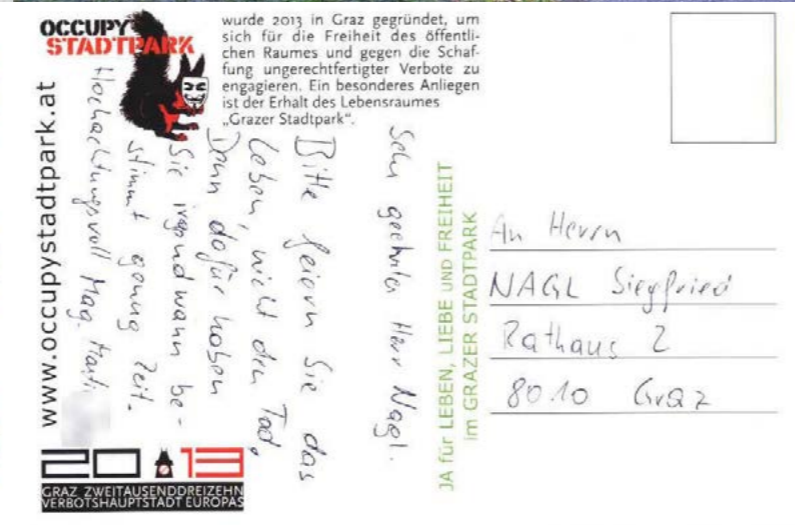 OCCUPY
STADTPARK
wurde 2013 in Graz gegründet, um
sich für die Freiheit des öffentli-
chen Raumes und gegen die Schaf-
fung ungerechtfertigter Verbote zu
engagieren. Ein besonderes Anliegen
ist der Erhalt des Lebensraumes
„Grazer Stadtpark“.
www.occupystadtpark.at
Sehr geehrter Herr Nagl.
Bitte feiern Sie das
Leben, nicht den Tod.
Denn dafür haben
Sie irgendwann be-
stimmt genug Zeit.
Hochachtungsvoll Mag. Marti
JA für LEBEN, LIEBE UND FREIHEIT
im GRAZER STADTPARK
An Herrn
NAGL Siegfried
Rathaus 2
8010 Graz
2013
GRAZ ZWEITAUSENDDREIZEHN
VERBOTSHAUPTSTADT EUROPAS